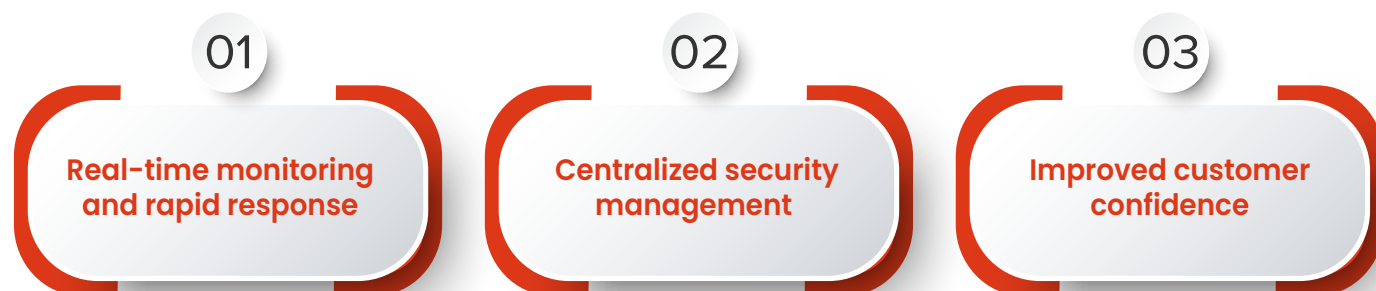 01
Real-time monitoring
and rapid response
02
Centralized security
management
03
Improved customer
confidence